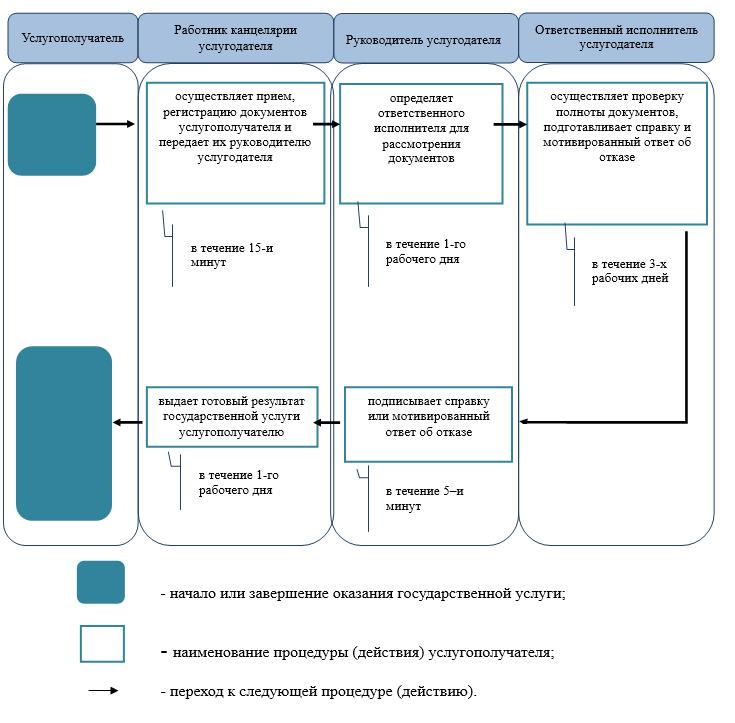 Услугополучатель
Работник канцелярии
услугодателя
Руководитель услугодателя
Ответственный исполнитель
услугодателя
осуществляет прием,
регистрацию документов
услугополучателя и
передает их руководителю
услугодателя
определяет
ответственного
исполнителя для
рассмотрения
документов
осуществляет проверку
полноты документов,
подготавливает справку и
мотивированный ответ об
отказе
в течение 15-и
минут
в течение 1-го
рабочего дня
в течение 3-х
рабочих дней
выдает готовый результат
государственной услуги
услугополучателю
подписывает справку
или мотивированный
ответ об отказе
в течение 1-го
рабочего дня
в течение 5–и
минут
- начало или завершение оказания государственной услуги;
- наименование процедуры (действия) услугополучателя;
- переход к следующей процедуре (действию).